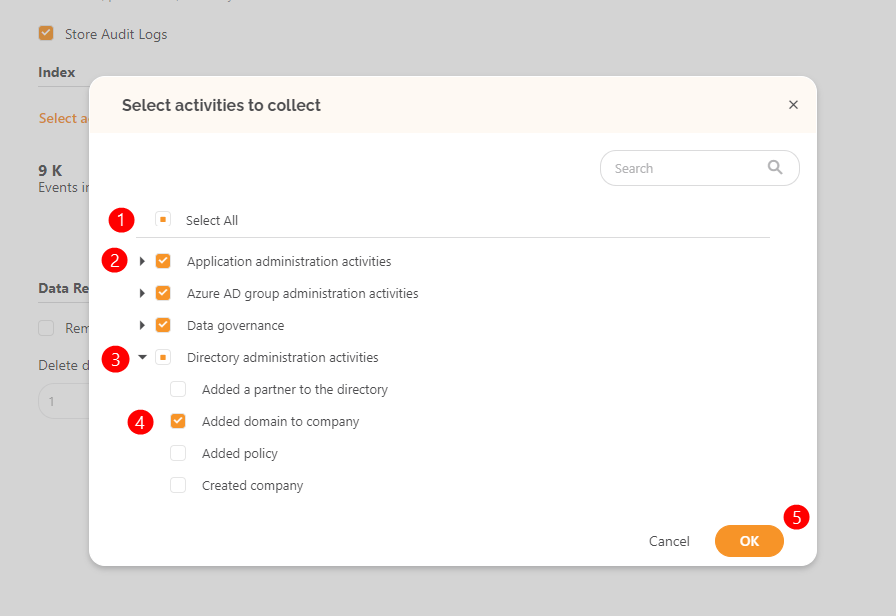 Store Audit Logs
Index
Select activities to collect
×
Select a
Search
9 K
Events in
1
Select All
2
Application administration activities
Azure AD group administration activities
Data governance
Data Re
Rem
3
Directory administration activities
Delete d
Added a partner to the directory
1
4
Added domain to company
Added policy
Created company
5
Cancel
OK